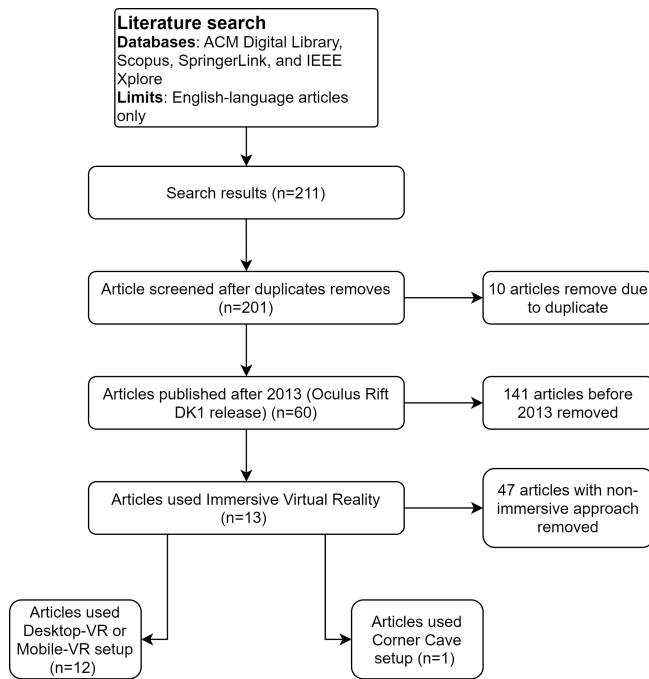 Literature search
Databases: ACM Digital Library,
Scopus, SpringerLink, and IEEE
Xplore
Limits: English-language articles
only
Search results (n=211)
Article screened after duplicates removes
(n=201)
10 articles remove due
to duplicate
Articles published after 2013 (Oculus Rift
DK1 release) (n=60)
141 articles before
2013 removed
Articles used Immersive Virtual Reality
(n=13)
47 articles with non-
immersive approach
removed
Articles used
Desktop-VR or
Mobile-VR setup
(n=12)
Articles used
Corner Cave
setup (n=1)